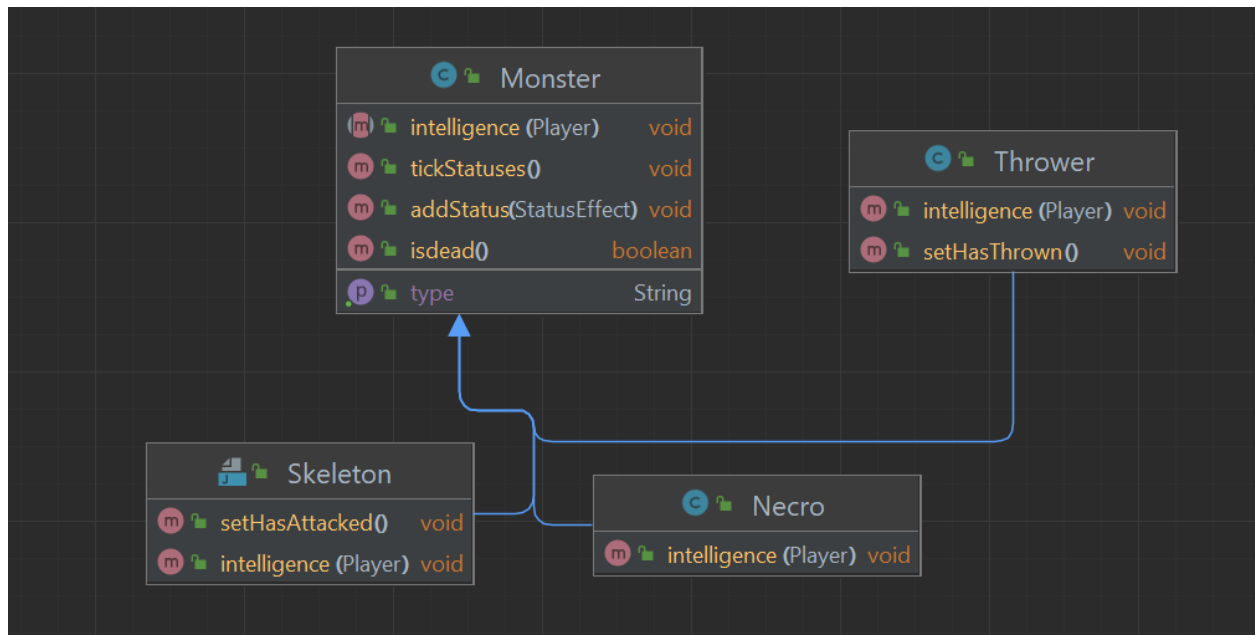 Monster
intelligence (Player) void
tickStatuses() void
addStatus(StatusEffect) void
isdead() boolean
type String
Thrower
intelligence (Player) void
setHasThrown() void
Skeleton
setHasAttacked() void
intelligence (Player) void
Necro
intelligence (Player) void